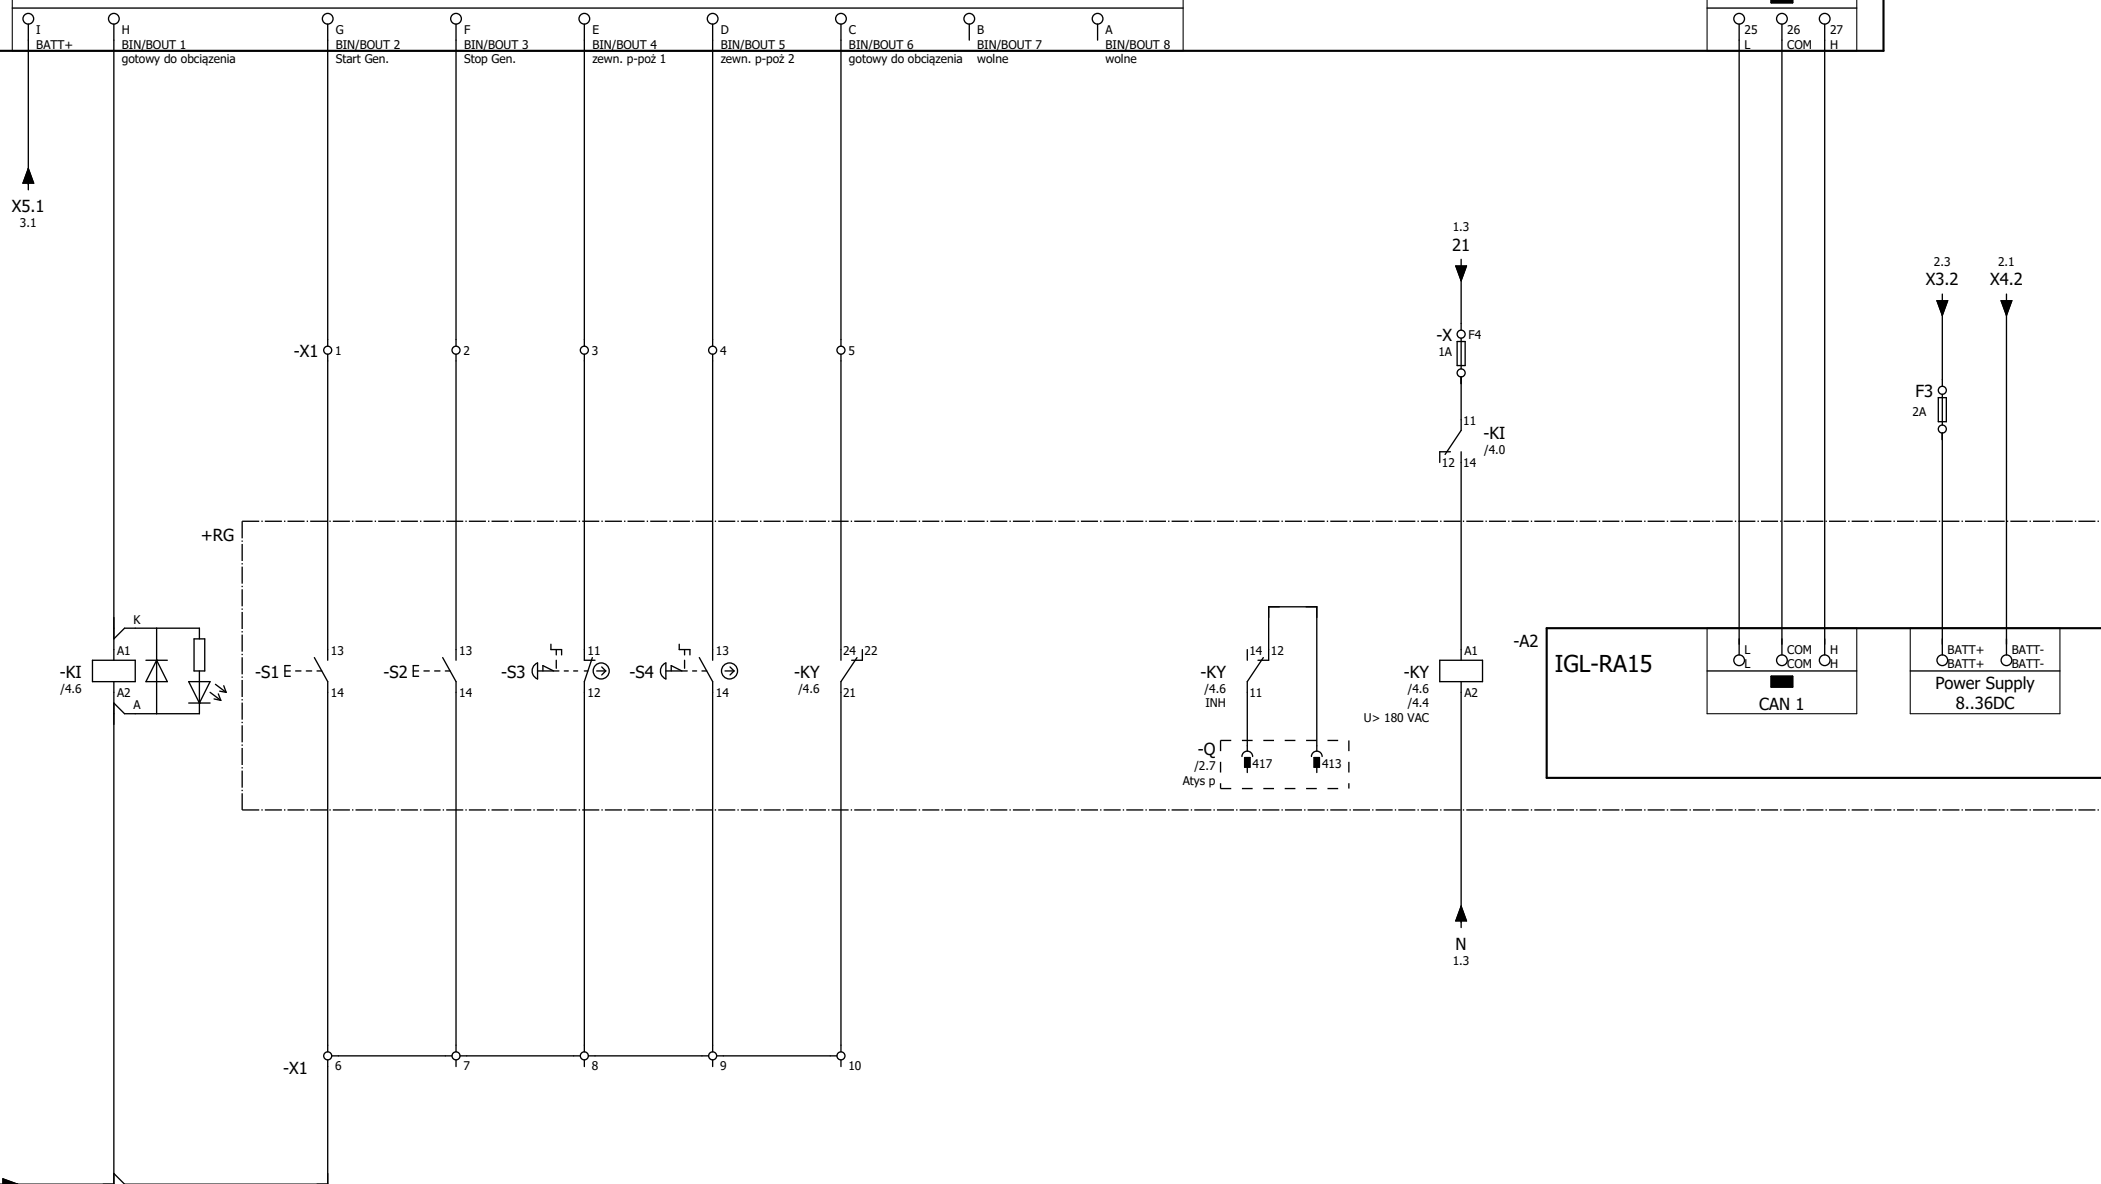 I
BATT+
H
BIN/BOUT 1
gotowy do obciązenia
G
BIN/BOUT 2
Start Gen.
F
BIN/BOUT 3
Stop Gen.
E
BIN/BOUT 4
zewn. p-poż 1
D
BIN/BOUT 5
zewn. p-poż 2
C
BIN/BOUT 6
gotowy do obciązenia
B
BIN/BOUT 7
wolne
A
BIN/BOUT 8
wolne
25
L
26
COM
27
H
X5.1
3.1
1.3
21
2.3
X3.2
2.1
X4.2
-X1
1
2
3
4
5
-X
F4
1A
F3
2A
11
-KI
/4.0
12
14
+RG
K
A1
-KI
/4.6
A2
A
13
-S1 E
14
13
-S2 E
14
11
-S3
12
13
-S4
14
24
22
-KY
/4.6
21
14
12
-KY
/4.6
INH
11
-Q
/2.7
Atys p
417
413
A1
-KY
/4.6
/4.4
U> 180 VAC
A2
-A2
IGL-RA15
L
L
COM
COM
H
H
CAN 1
BATT+
BATT+
BATT-
BATT-
Power Supply
8..36DC
N
1.3
-X1
6
7
8
9
10